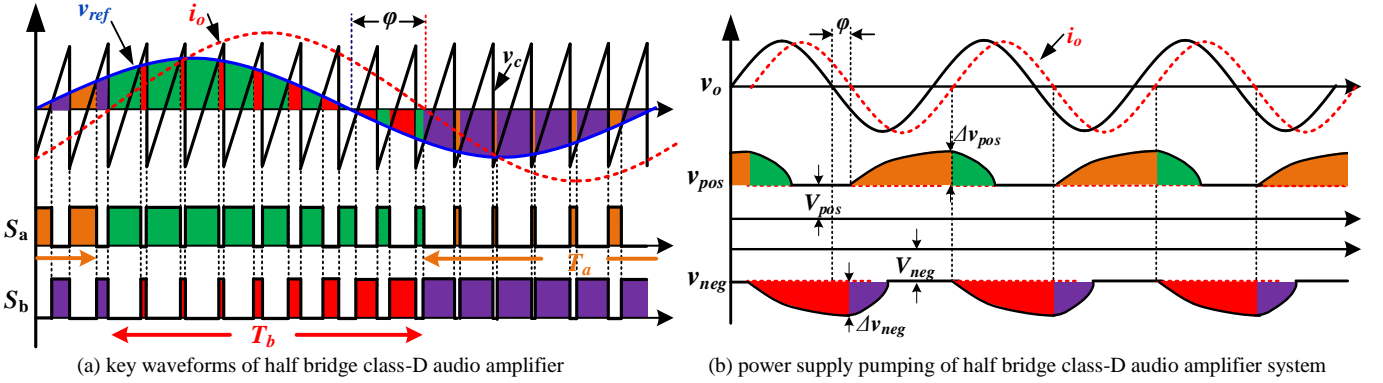 v_ref
i_o
φ
v_c
S_a
T_a
S_b
T_b
(a) key waveforms of half bridge class-D audio amplifier
φ
i_o
v_o
Δv_pos
v_pos
V_pos
V_neg
v_neg
Δv_neg
(b) power supply pumping of half bridge class-D audio amplifier system